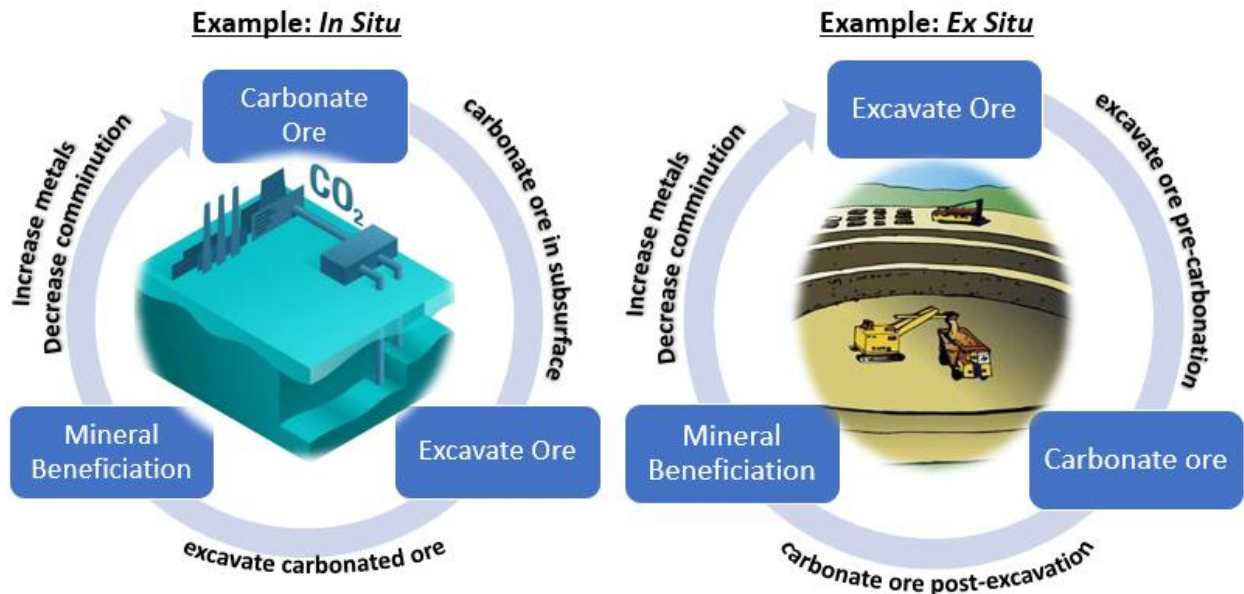 Example: In Situ
Carbonate
Ore
carbonate ore in subsurface
Excavate Ore
excavate carbonated ore
Mineral
Beneficiation
Increase metals
Decrease comminution
CO2
Example: Ex Situ
Excavate Ore
excavate ore pre-carbonation
Carbonate ore
carbonate ore post-excavation
Mineral
Beneficiation
Increase metals
Decrease comminution